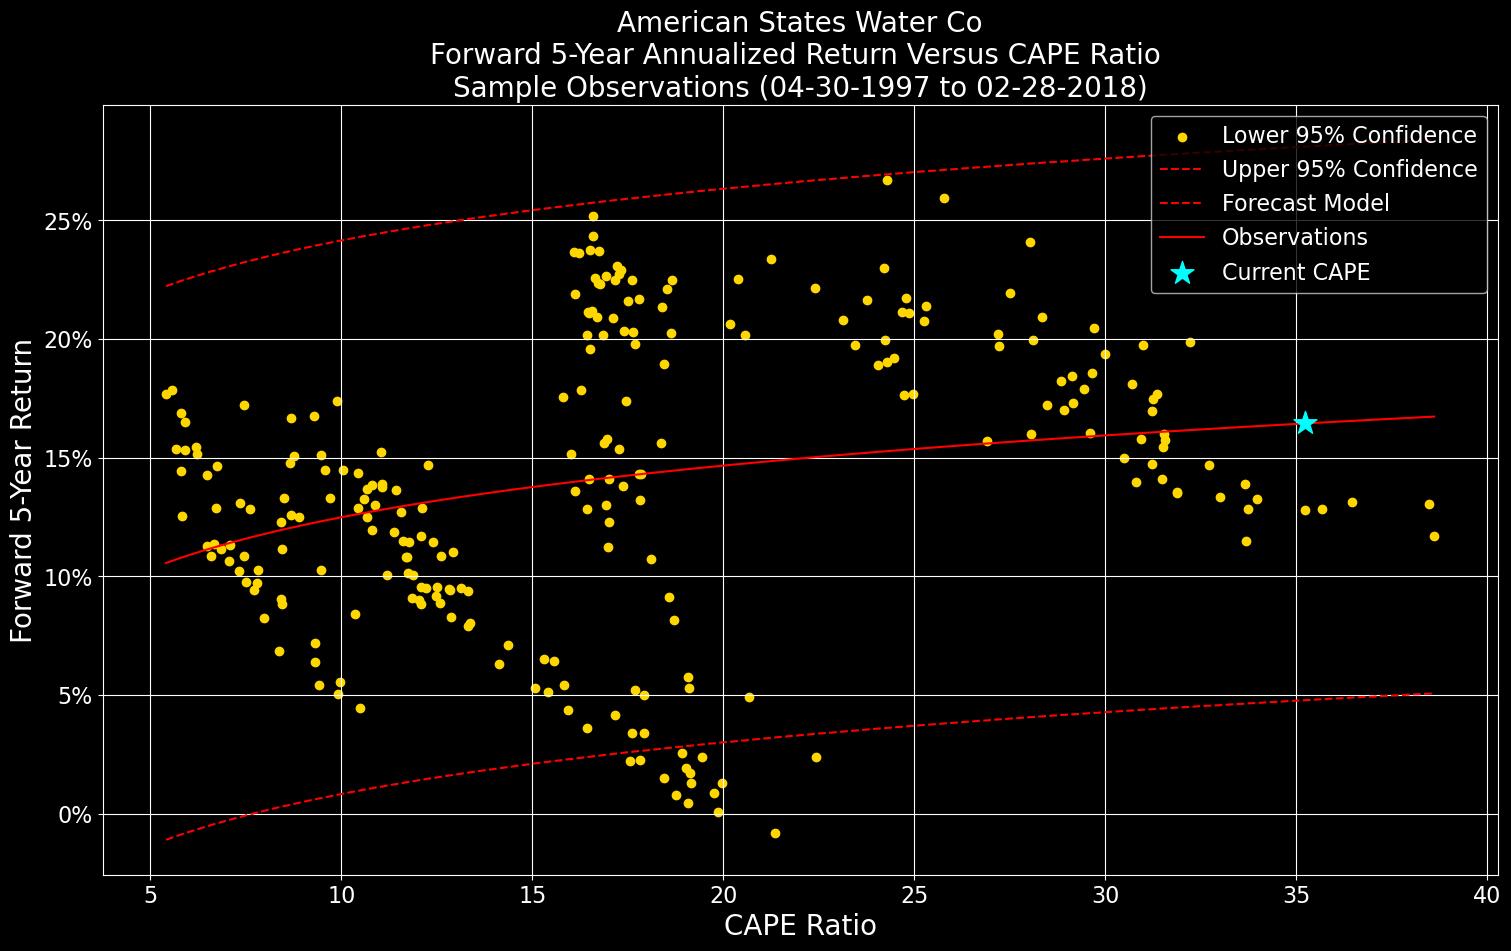 American States Water Co
Forward 5-Year Annualized Return Versus CAPE Ratio
Sample Observations (04-30-1997 to 02-28-2018)
Lower 95% Confidence
Upper 95% Confidence
Forecast Model
Observations
Current CAPE
Forward 5-Year Return
25%
20%
15%
10%
5%
0%
5 10 15 20 25 30 35 40
CAPE Ratio